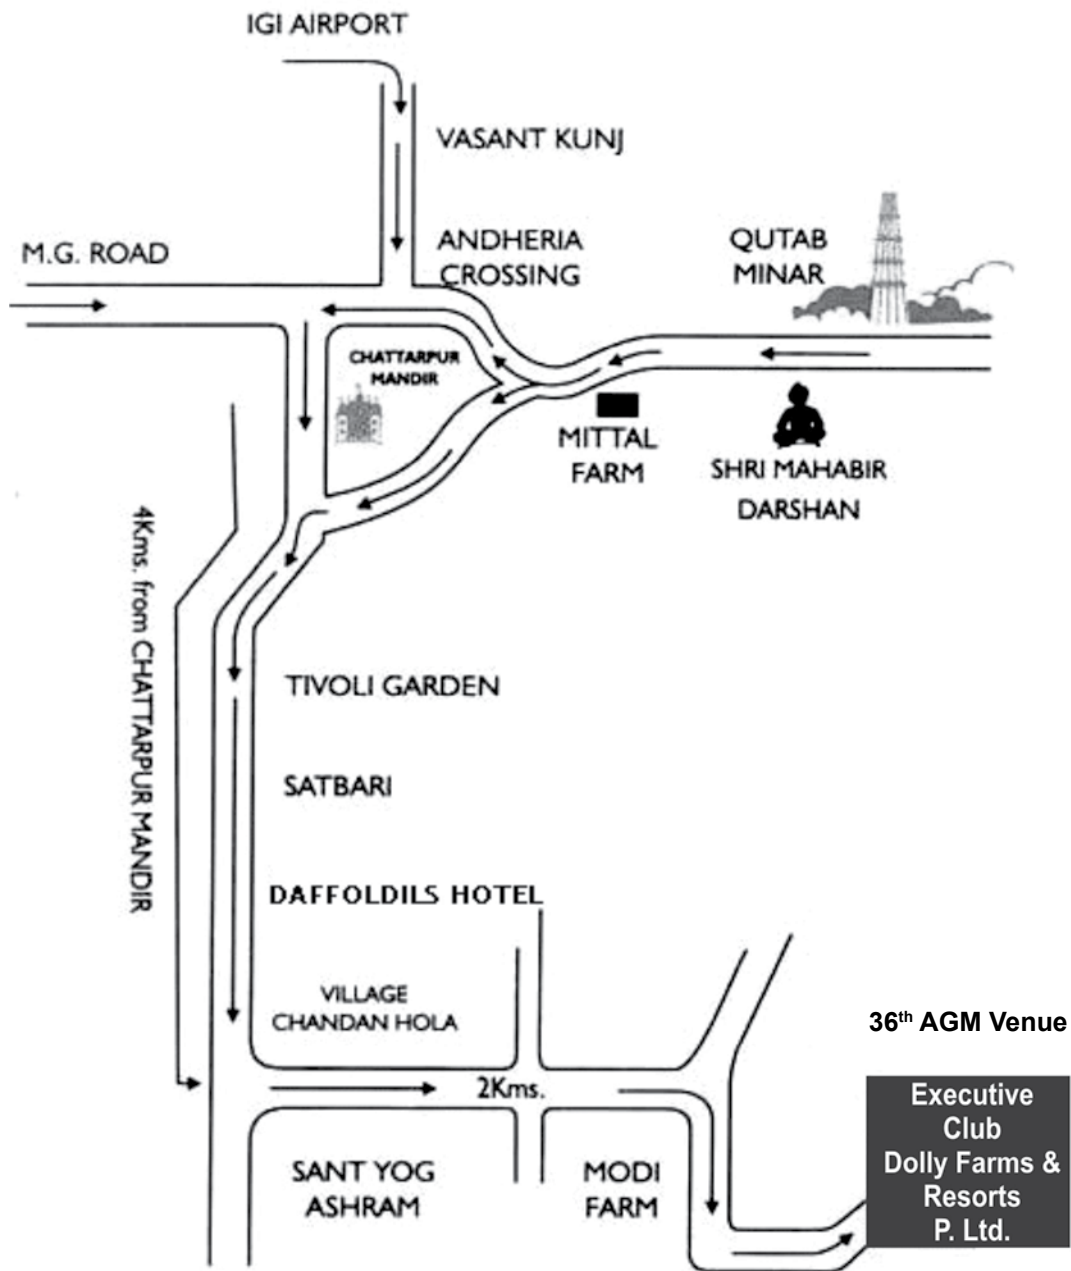 IGI AIRPORT
VASANT KUNJ
M.G. ROAD
ANDHERIA
CROSSING
QUTAB
MINAR
CHATTARPUR
MANDIR
MITTAL
FARM
SHRI MAHABIR
DARSHAN
4Kms. from CHATTARPUR MANDIR
TIVOLI GARDEN
SATBARI
DAFFOLDILS HOTEL
VILLAGE
CHANDAN HOLA
2Kms.
SANT YOG
ASHRAM
MODI
FARM
36th AGM Venue
Executive
Club
Dolly Farms &
Resorts
P. Ltd.